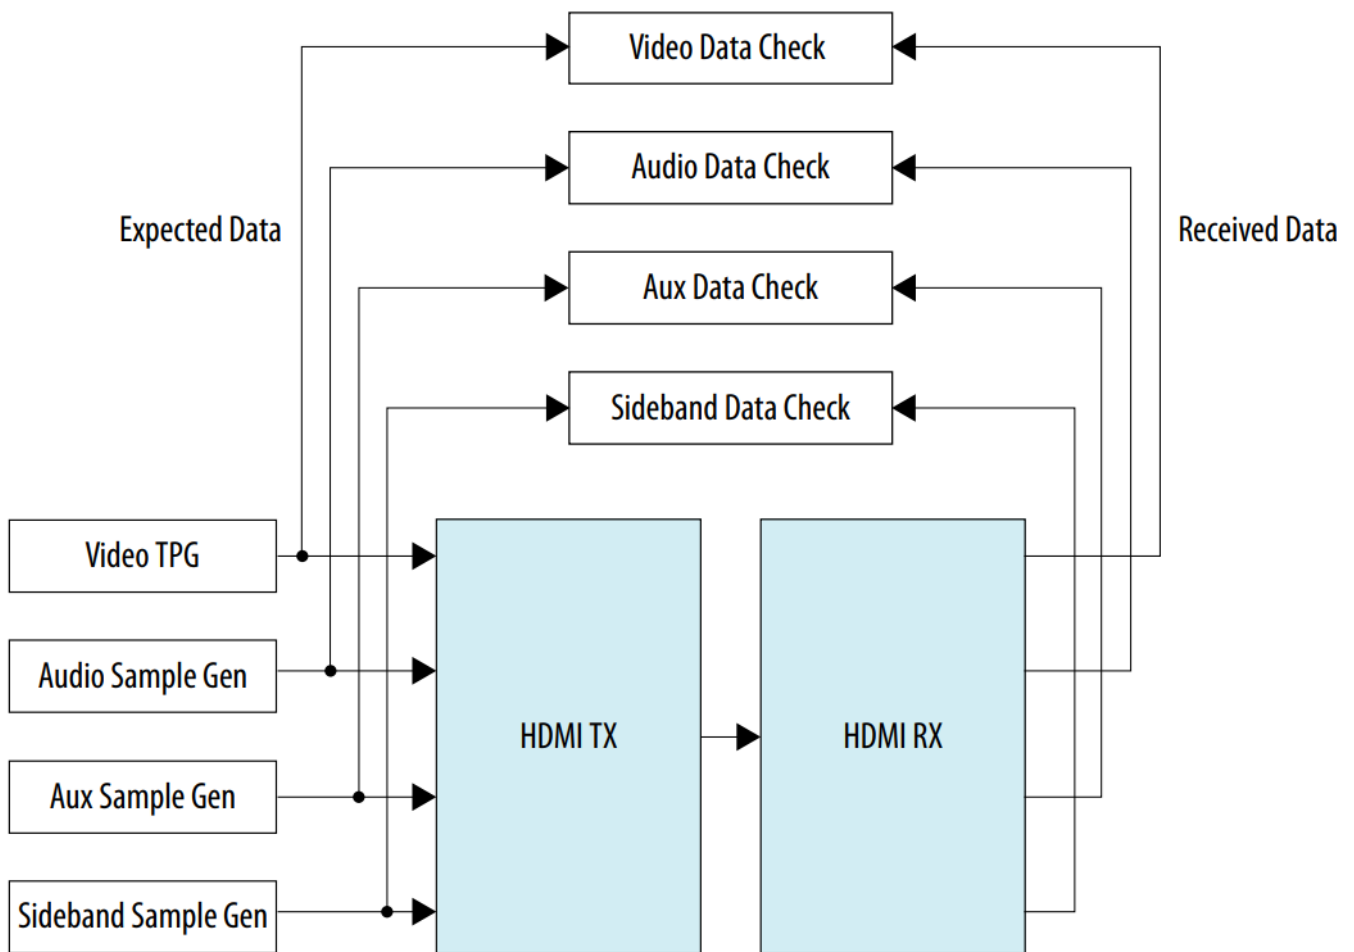 Video Data Check
Audio Data Check
Expected Data
Received Data
Aux Data Check
Sideband Data Check
Video TPG
Audio Sample Gen
HDMI TX
HDMI RX
Aux Sample Gen
Sideband Sample Gen